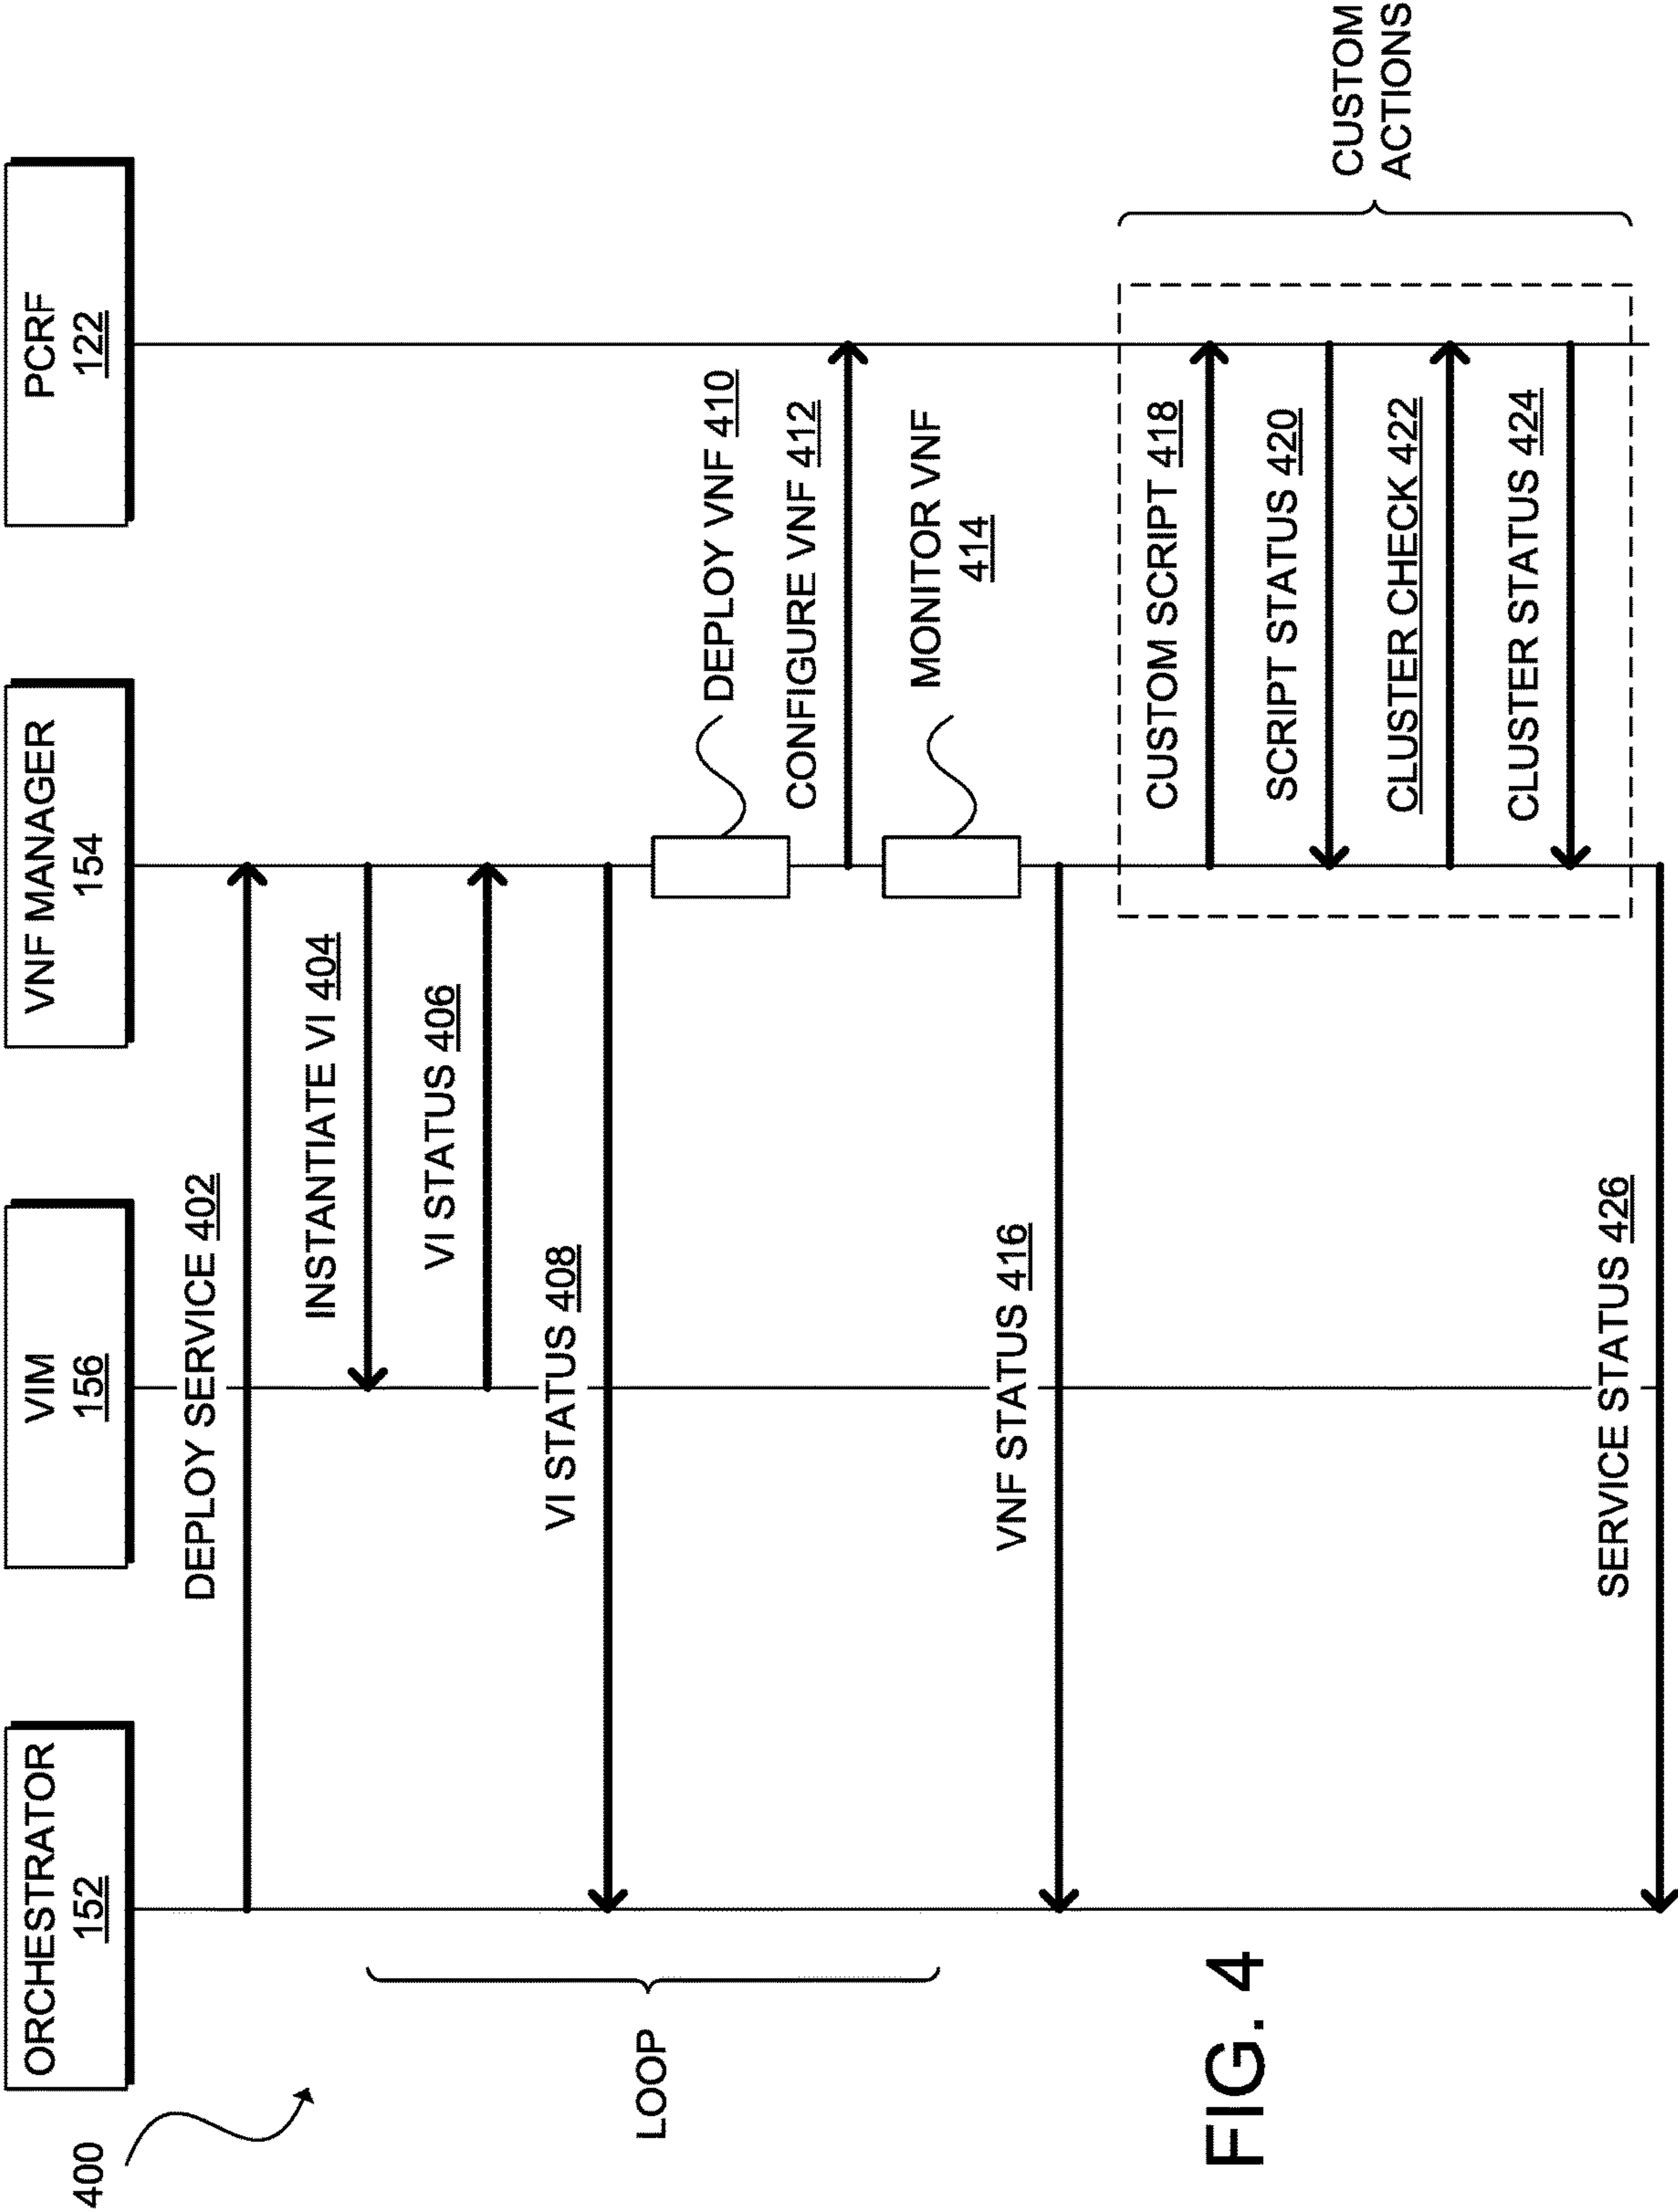 400
ORCHESTRATOR
152
VIM
156
VNF MANAGER
154
PCRF
122
DEPLOY SERVICE 402
INSTANTIATE VI 404
VI STATUS 406
VI STATUS 408
LOOP
DEPLOY VNF 410
CONFIGURE VNF 412
MONITOR VNF
414
VNF STATUS 416
CUSTOM SCRIPT 418
SCRIPT STATUS 420
CLUSTER CHECK 422
CLUSTER STATUS 424
CUSTOM
ACTIONS
SERVICE STATUS 426
FIG. 4